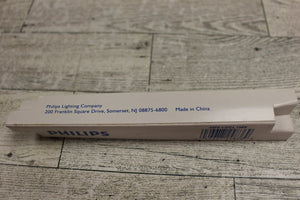 Philips Lighting Company
200 Franklin Square Drive, Somerset, NJ 08875-6800 Made in China
PHILIPS